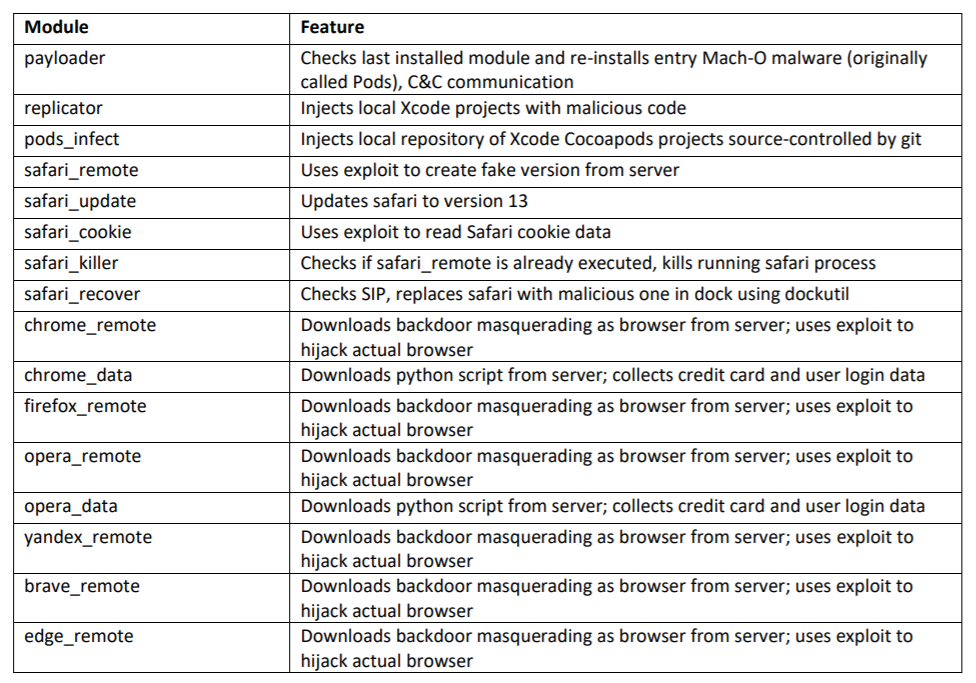 Module Feature
payloader Checks last installed module and re-installs entry Mach-O malware (originally
called Pods), C&C communication
replicator Injects local Xcode projects with malicious code
pods_infect Injects local repository of Xcode Cocoapods projects source-controlled by git
safari_remote Uses exploit to create fake version from server
safari_update Updates safari to version 13
safari_cookie Uses exploit to read Safari cookie data
safari_killer Checks if safari_remote is already executed, kills running safari process
safari_recover Checks SIP, replaces safari with malicious one in dock using dockutil
chrome_remote Downloads backdoor masquerading as browser from server; uses exploit to
hijack actual browser
chrome_data Downloads python script from server; collects credit card and user login data
firefox_remote Downloads backdoor masquerading as browser from server; uses exploit to
hijack actual browser
opera_remote Downloads backdoor masquerading as browser from server; uses exploit to
hijack actual browser
opera_data Downloads python script from server; collects credit card and user login data
yandex_remote Downloads backdoor masquerading as browser from server; uses exploit to
hijack actual browser
brave_remote Downloads backdoor masquerading as browser from server; uses exploit to
hijack actual browser
edge_remote Downloads backdoor masquerading as browser from server; uses exploit to
hijack actual browser